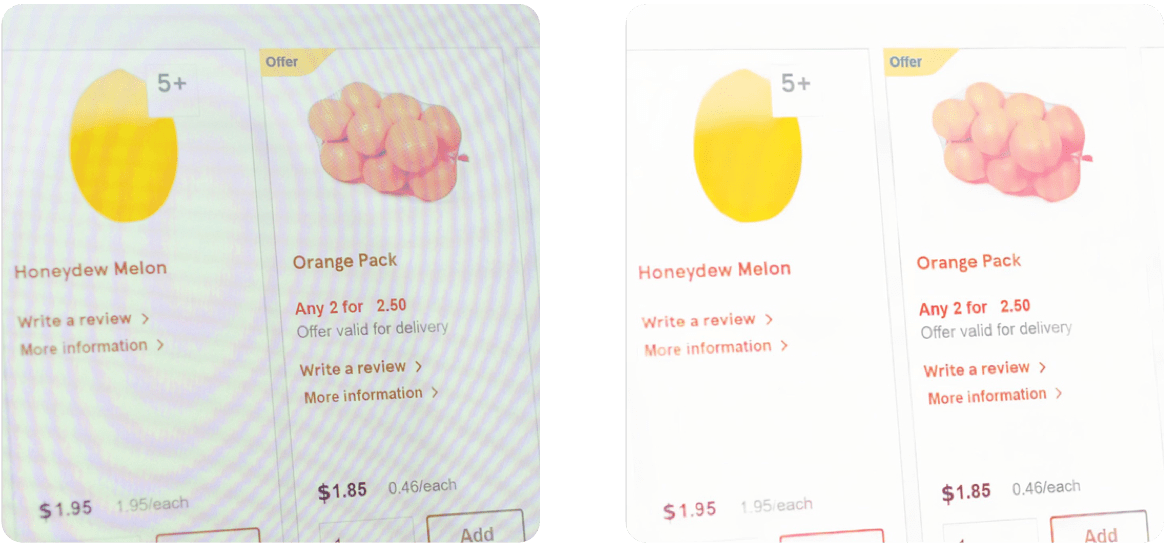 5+
Honeydew Melon
Write a review >
More information >
$1.95 1.95/each
Offer
Orange Pack
Any 2 for 2.50
Offer valid for delivery
Write a review >
More information >
$1.85 0.46/each
Add
5+
Honeydew Melon
Write a review >
More information >
$1.95 1.95/each
Offer
Orange Pack
Any 2 for 2.50
Offer valid for delivery
Write a review >
More information >
$1.85 0.46/each
Add